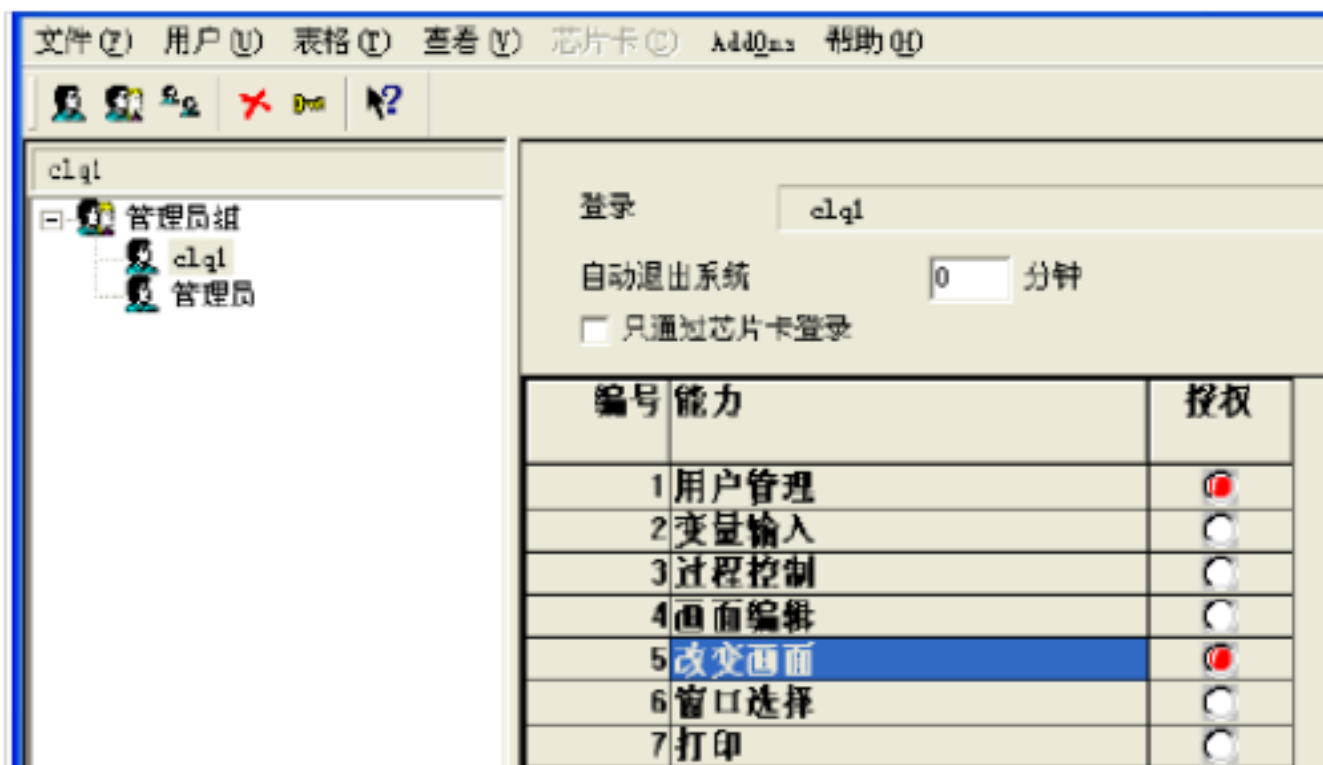 文件(F) 用户(U) 表格(T) 查看(V) 芯片卡(C) AddOns 帮助(H)
clq1
管理员组
clq1
管理员
登录 clq1
自动退出系统 0 分钟
只通过芯片卡登录
编号 能力 授权
1 用户管理
2 变量输入
3 过程控制
4 画面编辑
5 改变画面
6 窗口选择
7 打印